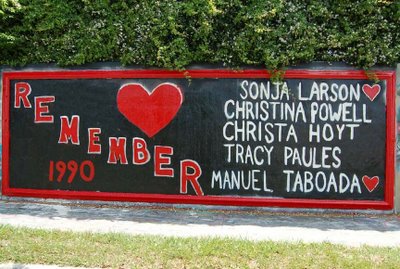 REMEMBER
1990
SONJA LARSON
CHRISTINA POWELL
CHRISTA HOYT
TRACY PAULES
MANUEL TABOADA